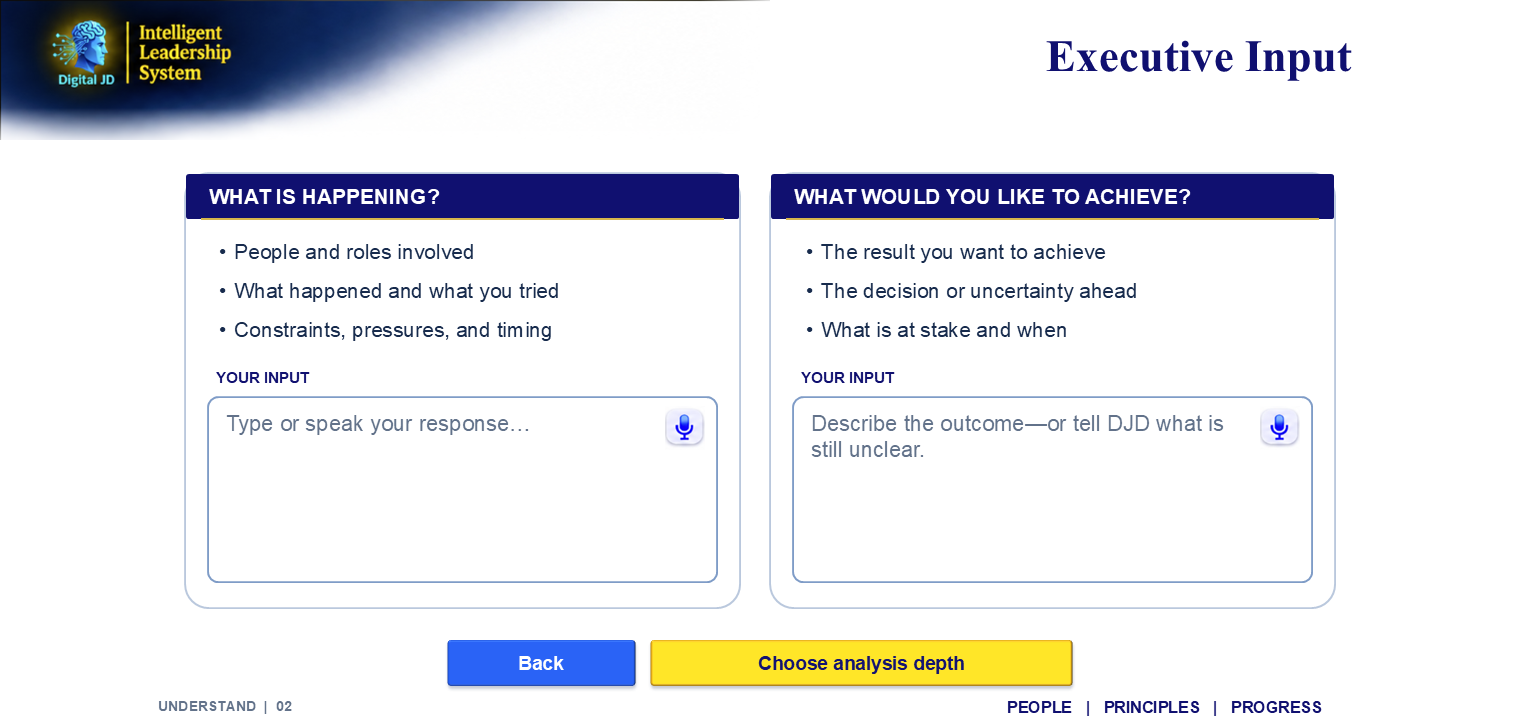 Digital JD
Intelligent
Leadership
System
Executive Input
WHAT IS HAPPENING?
• People and roles involved
• What happened and what you tried
• Constraints, pressures, and timing
YOUR INPUT
Type or speak your response…
WHAT WOULD YOU LIKE TO ACHIEVE?
• The result you want to achieve
• The decision or uncertainty ahead
• What is at stake and when
YOUR INPUT
Describe the outcome—or tell DJD what is
still unclear.
Back
Choose analysis depth
UNDERSTAND | 02
PEOPLE | PRINCIPLES | PROGRESS